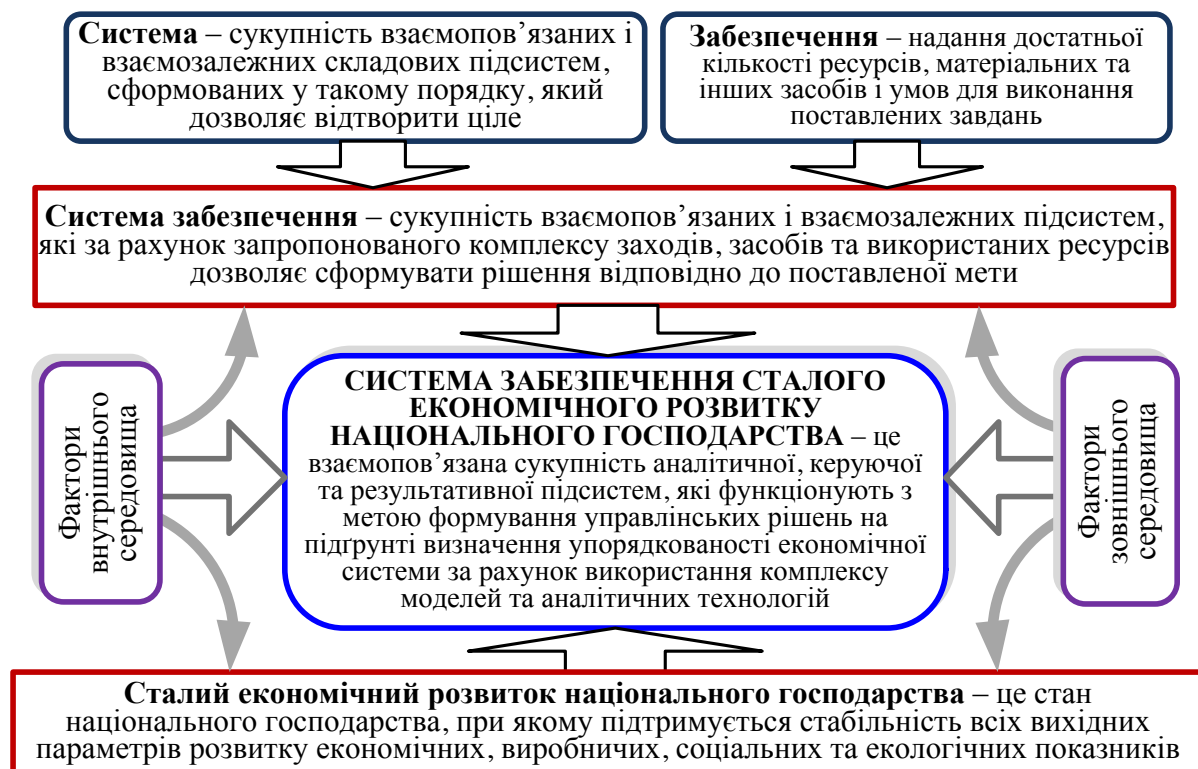 Система – сукупність взаємопов’язаних і
взаємозалежних складових підсистем,
сформованих у такому порядку, який
дозволяє відтворити ціле
Забезпечення – надання достатньої
кількості ресурсів, матеріальних та
інших засобів і умов для виконання
поставлених завдань
Система забезпечення – сукупність взаємопов’язаних і взаємозалежних підсистем,
які за рахунок запропонованого комплексу заходів, засобів та використаних ресурсів
дозволяє сформувати рішення відповідно до поставленої мети
Фактори
внутрішнього
середовища
СИСТЕМА ЗАБЕЗПЕЧЕННЯ СТАЛОГО
ЕКОНОМІЧНОГО РОЗВИТКУ
НАЦІОНАЛЬНОГО ГОСПОДАРСТВА – це
взаємопов’язана сукупність аналітичної, керуючої
та результативної підсистем, які функціонують з
метою формування управлінських рішень на
підґрунті визначення упорядкованості економічної
системи за рахунок використання комплексу
моделей та аналітичних технологій
Фактори
зовнішнього
середовища
Сталий економічний розвиток національного господарства – це стан
національного господарства, при якому підтримується стабільність всіх вихідних
параметрів розвитку економічних, виробничих, соціальних та екологічних показників